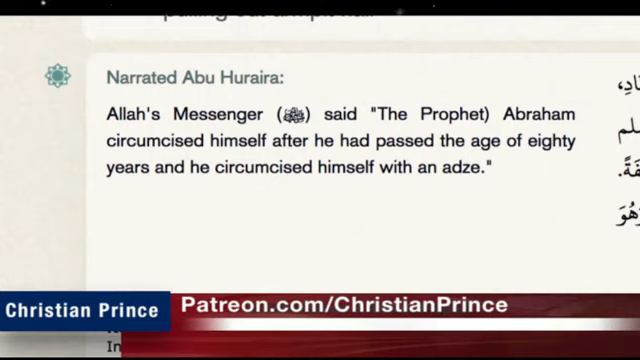 Narrated Abu Huraira:
Allah's Messenger (ﷺ) said "The Prophet) Abraham
circumcised himself after he had passed the age of eighty
years and he circumcised himself with an adze."
Christian Prince
Patreon.com/ChristianPrince
In